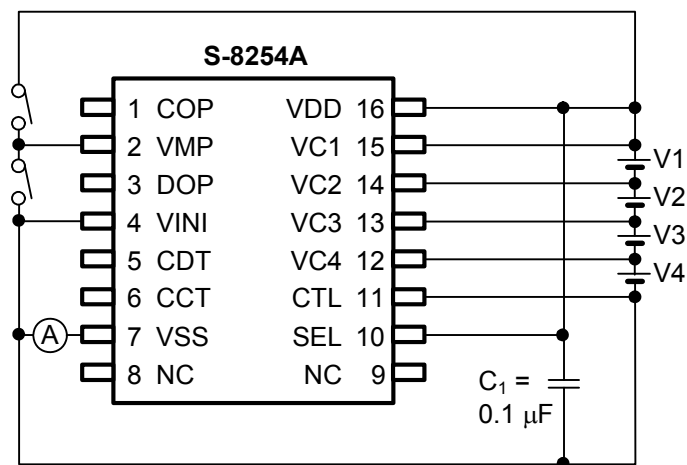 S-8254A
1 COP VDD 16
2 VMP VC1 15
3 DOP VC2 14
4 VINI VC3 13
5 CDT VC4 12
6 CCT CTL 11
7 VSS SEL 10
8 NC NC 9
A
V1
V2
V3
V4
C₁ =
0.1 μF